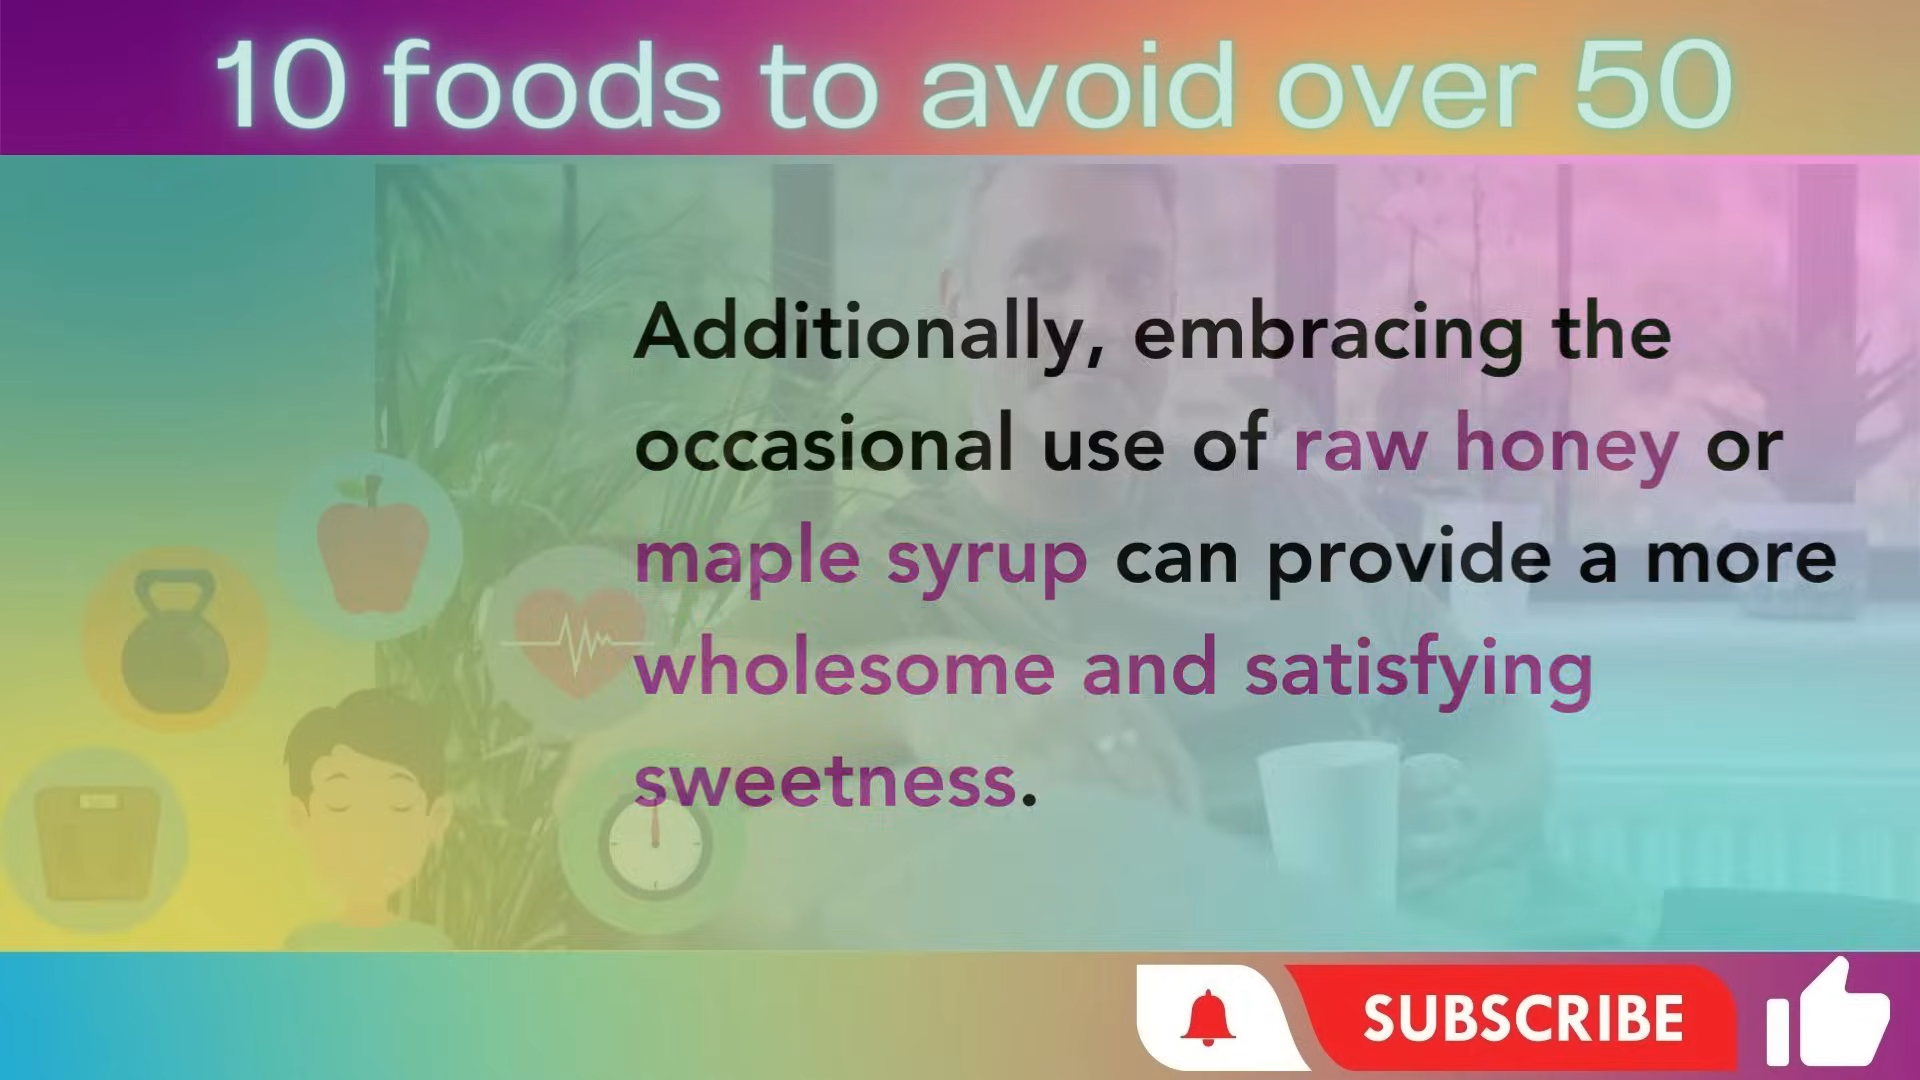 10 foods to avoid over 50
Additionally, embracing the
occasional use of raw honey or
maple syrup can provide a more
wholesome and satisfying
sweetness.
SUBSCRIBE